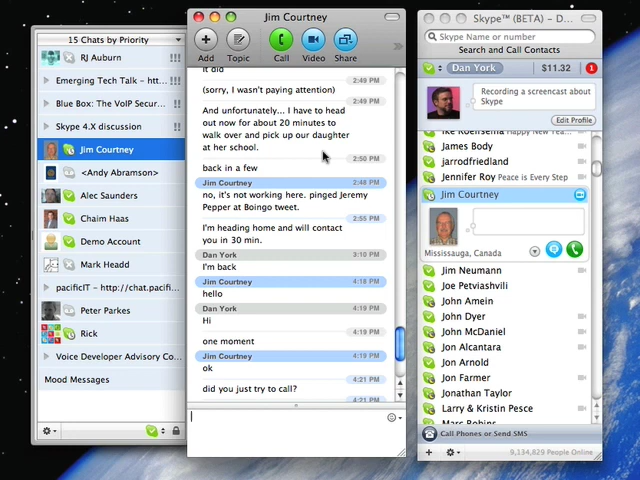 15 Chats by Priority
RJ Auburn
Emerging Tech Talk - htt...
Blue Box: The VoIP Secur...
Skype 4.X discussion
Jim Courtney
<Andy Abramson>
Alec Saunders
Chaim Haas
Demo Account
Mark Headd
pacificIT - http://chat.pacifi...
Peter Parkes
Rick
Voice Developer Advisory Co...
Mood Messages
Jim Courtney
Add
Topic
Call
Video
Share
it did
2:49 PM
(sorry, I wasn't paying attention)
2:49 PM
And unfortunately... I have to head
out now for about 20 minutes to
walk over and pick up our daughter
at her school.
2:50 PM
back in a few
Jim Courtney 2:48 PM
no, it's not working here. pinged Jeremy
Pepper at Boingo tweet.
2:55 PM
I'm heading home and will contact
you in 30 min.
Dan York 3:10 PM
I'm back
Jim Courtney 4:18 PM
hello
Dan York 4:19 PM
Hi
4:19 PM
one moment
Jim Courtney 4:19 PM
ok
4:21 PM
did you just try to call?
4:21 PM
Skype™ (BETA) – D...
Skype Name or number
Search and Call Contacts
Dan York
$11.32
1
Recording a screencast about
Skype
Edit Profile
Happy New Year...
James Body
jarrodfriedland
Jennifer Roy Peace is Every Step
Jim Courtney
Mississauga, Canada
Jim Neumann
Joe Petviashvili
John Amein
John Dyer
John McDaniel
Jon Alcantara
Jon Arnold
Jon Farmer
Jonathan Taylor
Larry & Kristin Pesce
Call Phones or Send SMS
9,134,829 People Online